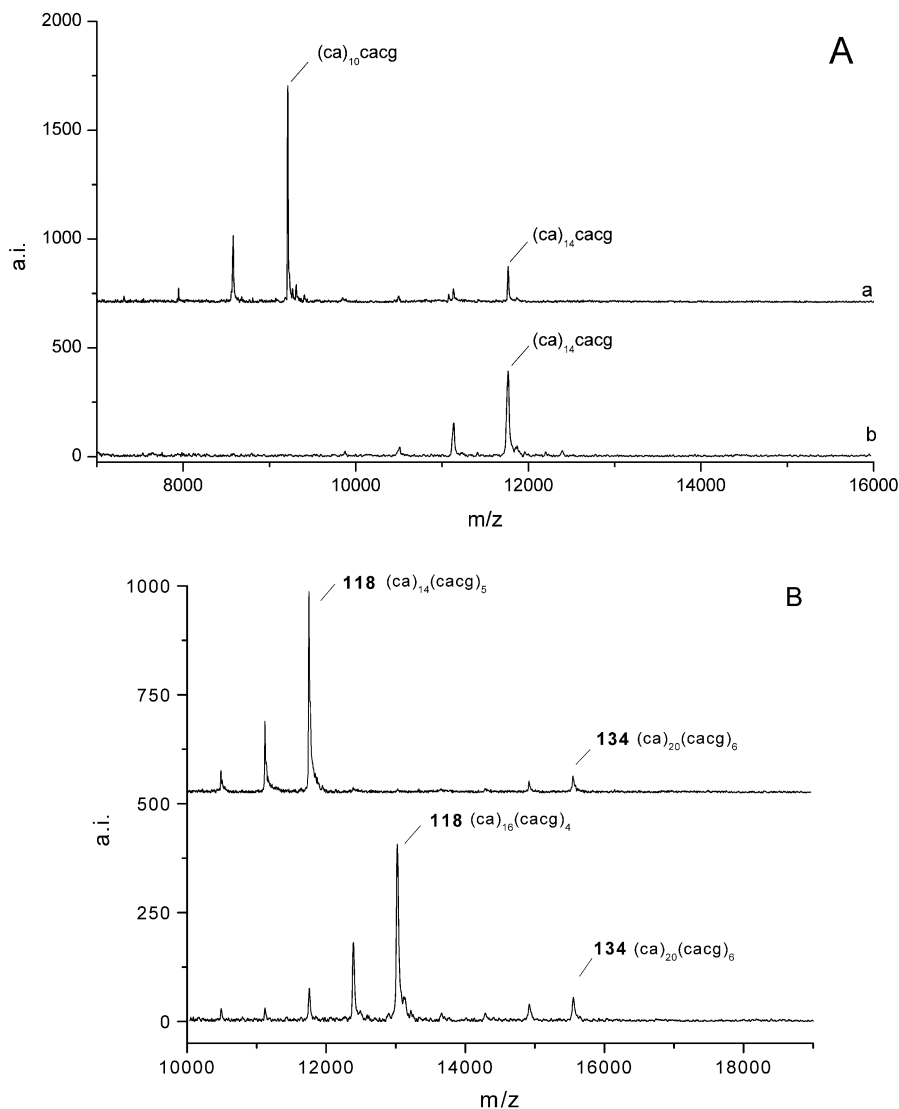 A
2000
(ca)₁₀cacg
1500
1000
(ca)₁₄cacg
a
a.i.
500
(ca)₁₄cacg
b
0
8000 10000 12000 14000 16000
m/z
B
1000
118 (ca)₁₄(cacg)₅
750
134 (ca)₂₀(cacg)₆
500
118 (ca)₁₆(cacg)₄
a.i.
250
134 (ca)₂₀(cacg)₆
0
10000 12000 14000 16000 18000
m/z